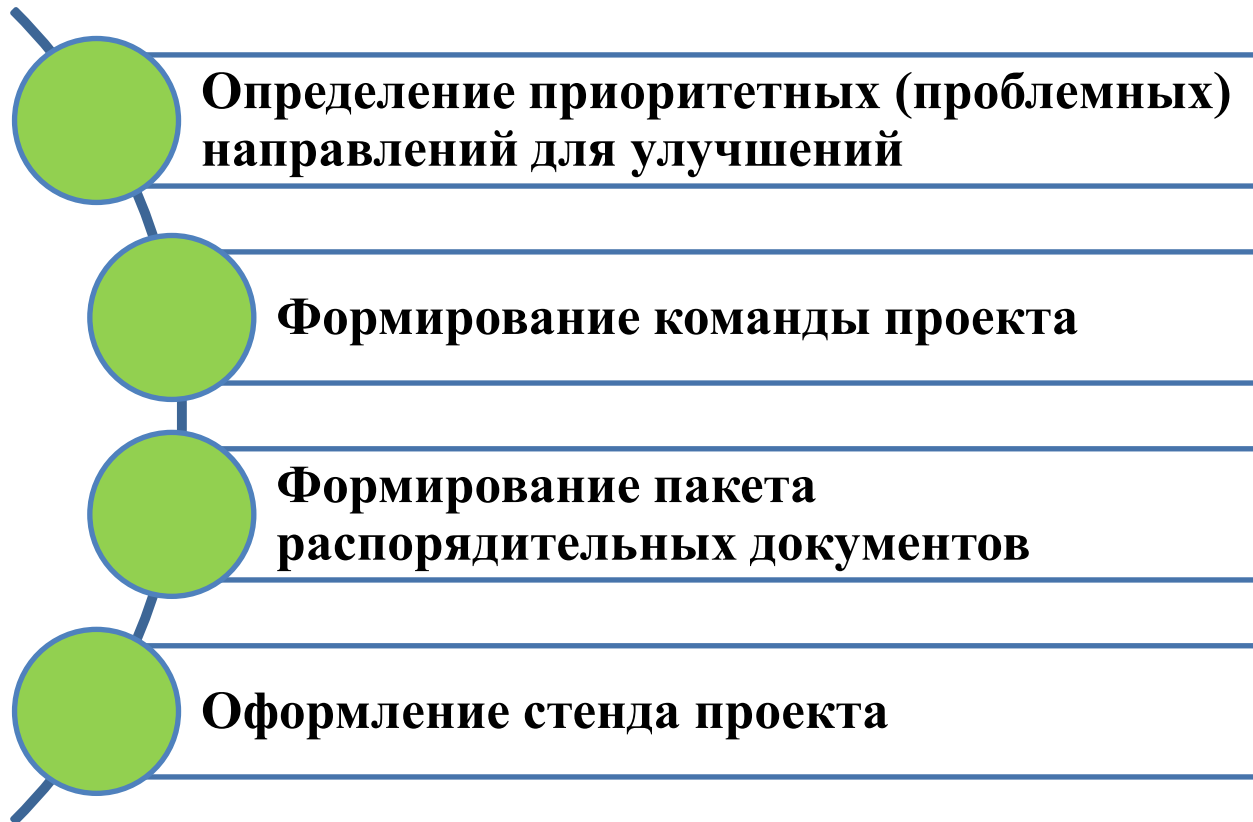 Определение приоритетных (проблемных)
направлений для улучшений
Формирование команды проекта
Формирование пакета
распорядительных документов
Оформление стенда проекта